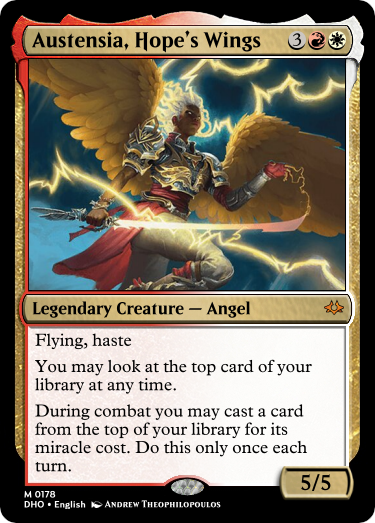 Austensia, Hope's Wings 3
Legendary Creature — Angel
Flying, haste
You may look at the top card of your
library at any time.
During combat you may cast a card
from the top of your library for its
miracle cost. Do this only once each
turn.
5/5
M 0178
DHO • English Andrew Theophilopoulos